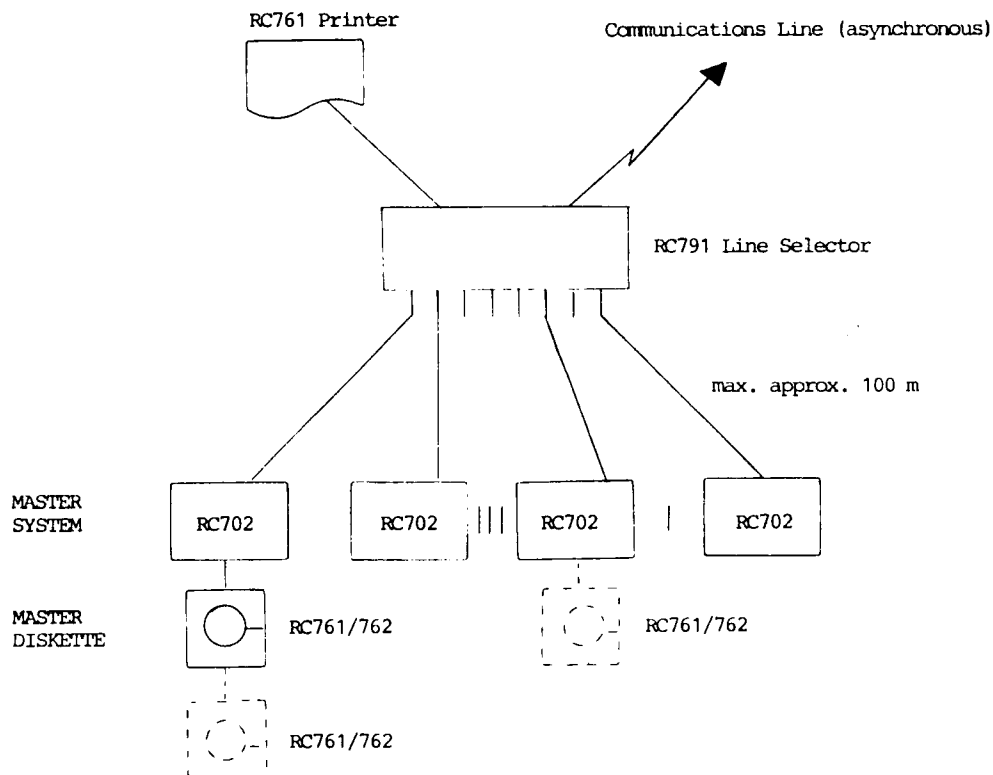 RC761 Printer
Communications Line (asynchronous)
RC791 Line Selector
max. approx. 100 m
MASTER
SYSTEM
RC702
RC702
RC702
RC702
MASTER
DISKETTE
RC761/762
RC761/762
RC761/762